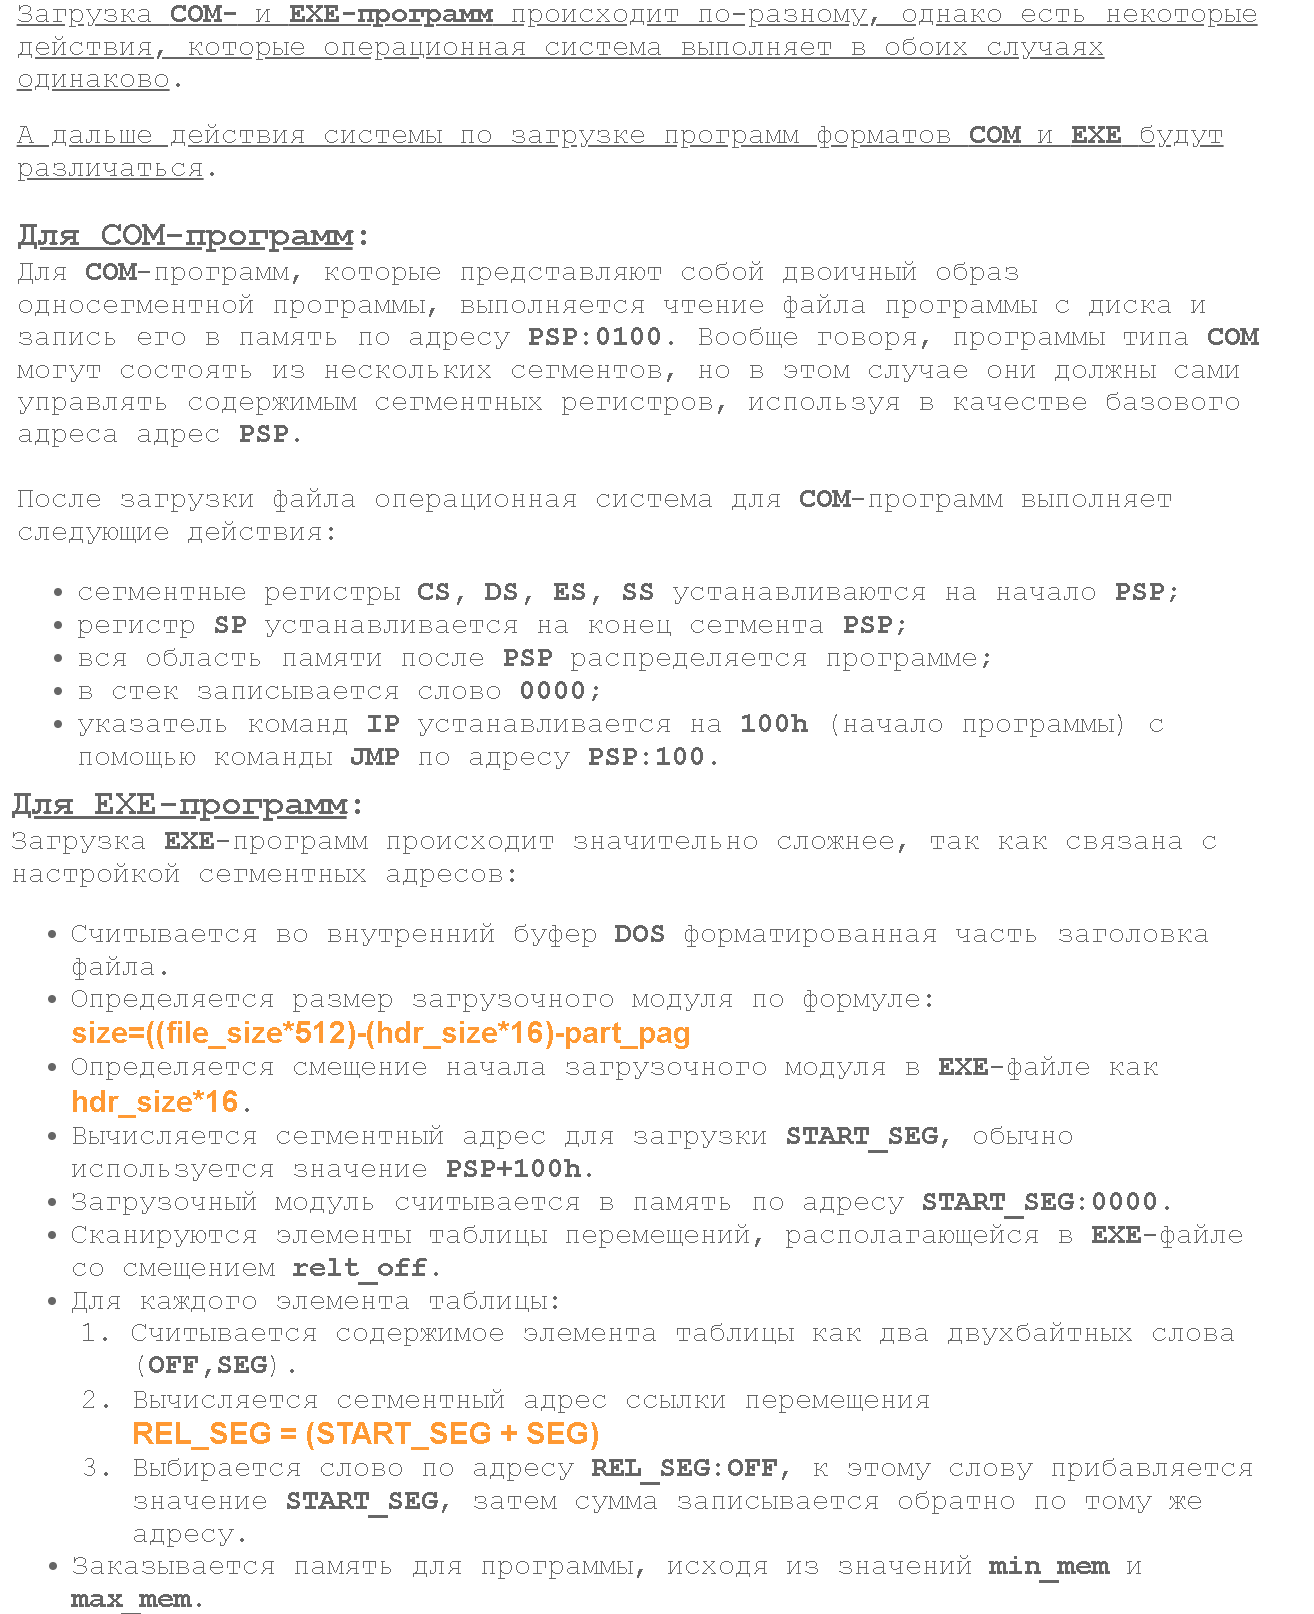 Загрузка COM- и EXE-программ происходит по-разному, однако есть некоторые
действия, которые операционная система выполняет в обоих случаях
одинаково.
А дальше действия системы по загрузке программ форматов COM и EXE будут
различаться.
Для COM-программ:
Для COM-программ, которые представляют собой двоичный образ
односегментной программы, выполняется чтение файла программы с диска и
запись его в память по адресу PSP:0100. Вообще говоря, программы типа COM
могут состоять из нескольких сегментов, но в этом случае они должны сами
управлять содержимым сегментных регистров, используя в качестве базового
адреса адрес PSP.
После загрузки файла операционная система для COM-программ выполняет
следующие действия:
• сегментные регистры CS, DS, ES, SS устанавливаются на начало PSP;
• регистр SP устанавливается на конец сегмента PSP;
• вся область памяти после PSP распределяется программе;
• в стек записывается слово 0000;
• указатель команд IP устанавливается на 100h (начало программы) с
помощью команды JMP по адресу PSP:100.
Для EXE-программ:
Загрузка EXE-программ происходит значительно сложнее, так как связана с
настройкой сегментных адресов:
• Считывается во внутренний буфер DOS форматированная часть заголовка
файла.
• Определяется размер загрузочного модуля по формуле:
size=((file_size*512)-(hdr_size*16)-part_pag
• Определяется смещение начала загрузочного модуля в EXE-файле как
hdr_size*16.
• Вычисляется сегментный адрес для загрузки START_SEG, обычно
используется значение PSP+100h.
• Загрузочный модуль считывается в память по адресу START_SEG:0000.
• Сканируются элементы таблицы перемещений, располагающейся в EXE-файле
со смещением relt_off.
• Для каждого элемента таблицы:
1. Считывается содержимое элемента таблицы как два двухбайтных слова
(OFF,SEG).
2. Вычисляется сегментный адрес ссылки перемещения
REL_SEG = (START_SEG + SEG)
3. Выбирается слово по адресу REL_SEG:OFF, к этому слову прибавляется
значение START_SEG, затем сумма записывается обратно по тому же
адресу.
• Заказывается память для программы, исходя из значений min_mem и
max_mem.